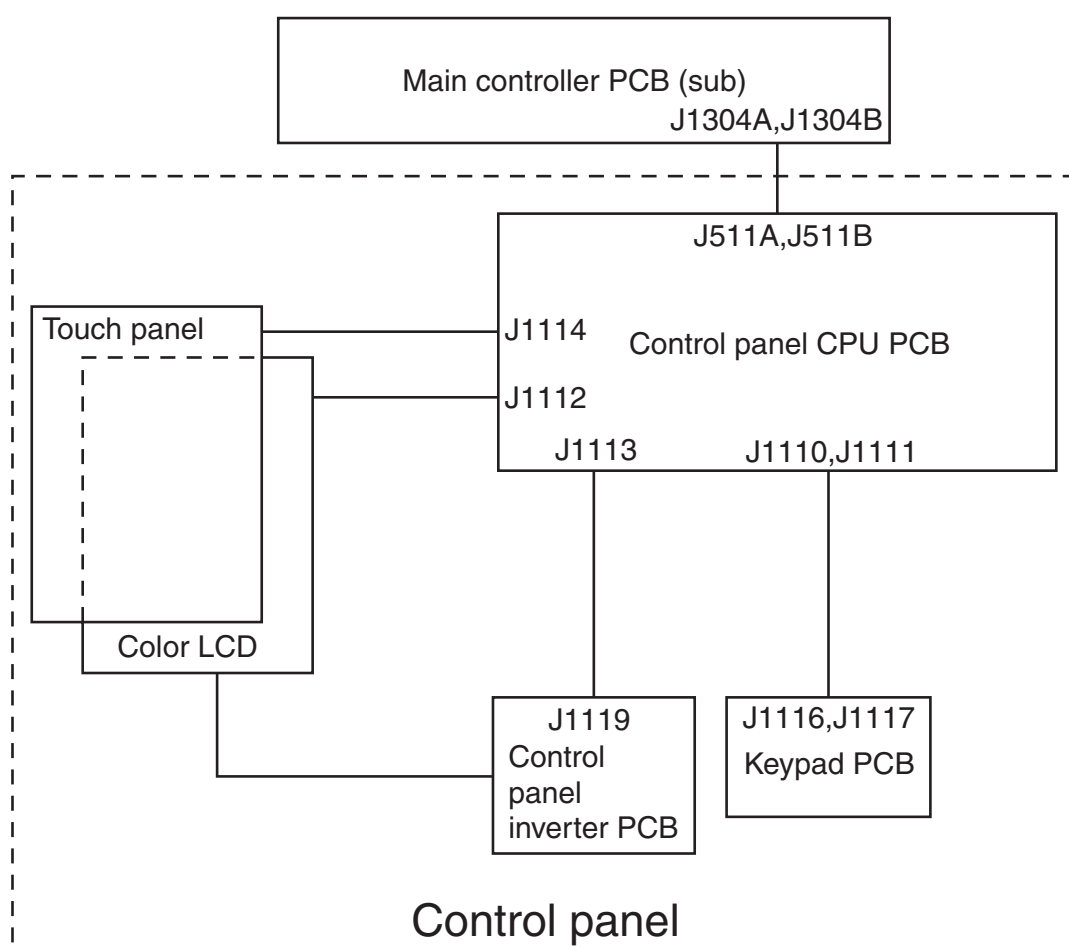 Main controller PCB (sub)
J1304A,J1304B
J511A,J511B
Touch panel
J1114
Control panel CPU PCB
J1112
J1113
J1110,J1111
Color LCD
J1119
Control
panel
inverter PCB
J1116,J1117
Keypad PCB
Control panel